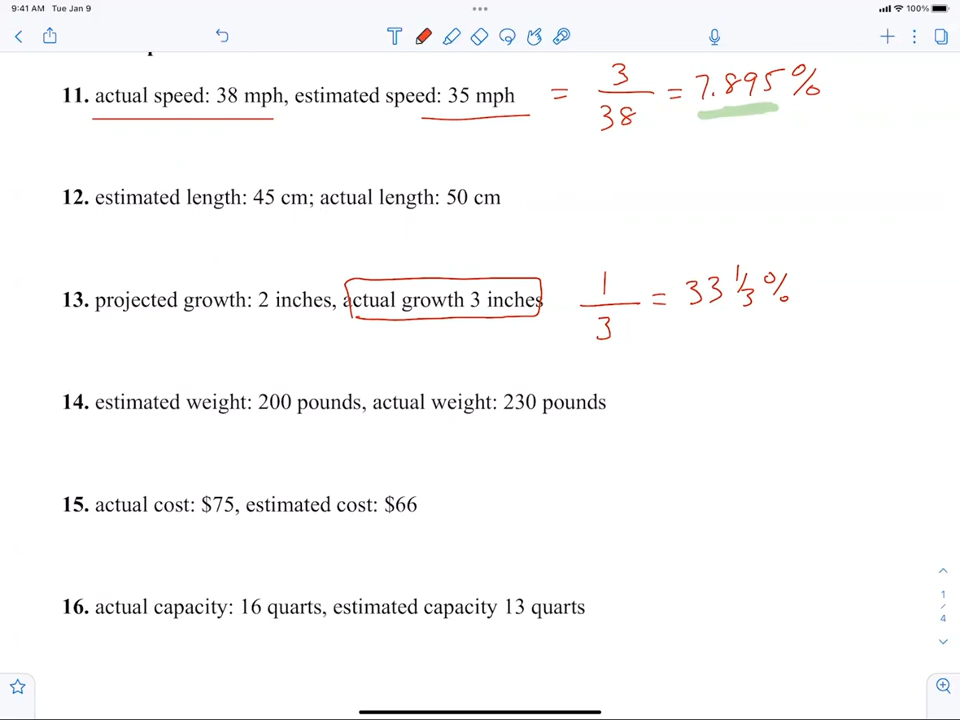 9:41 AM Tue Jan 9
100%
T
11. actual speed: 38 mph, estimated speed: 35 mph = 3/38 = 7.895%
12. estimated length: 45 cm; actual length: 50 cm
13. projected growth: 2 inches, actual growth 3 inches 1/3 = 33 1/3 %
14. estimated weight: 200 pounds, actual weight: 230 pounds
15. actual cost: $75, estimated cost: $66
16. actual capacity: 16 quarts, estimated capacity 13 quarts
1
/
4